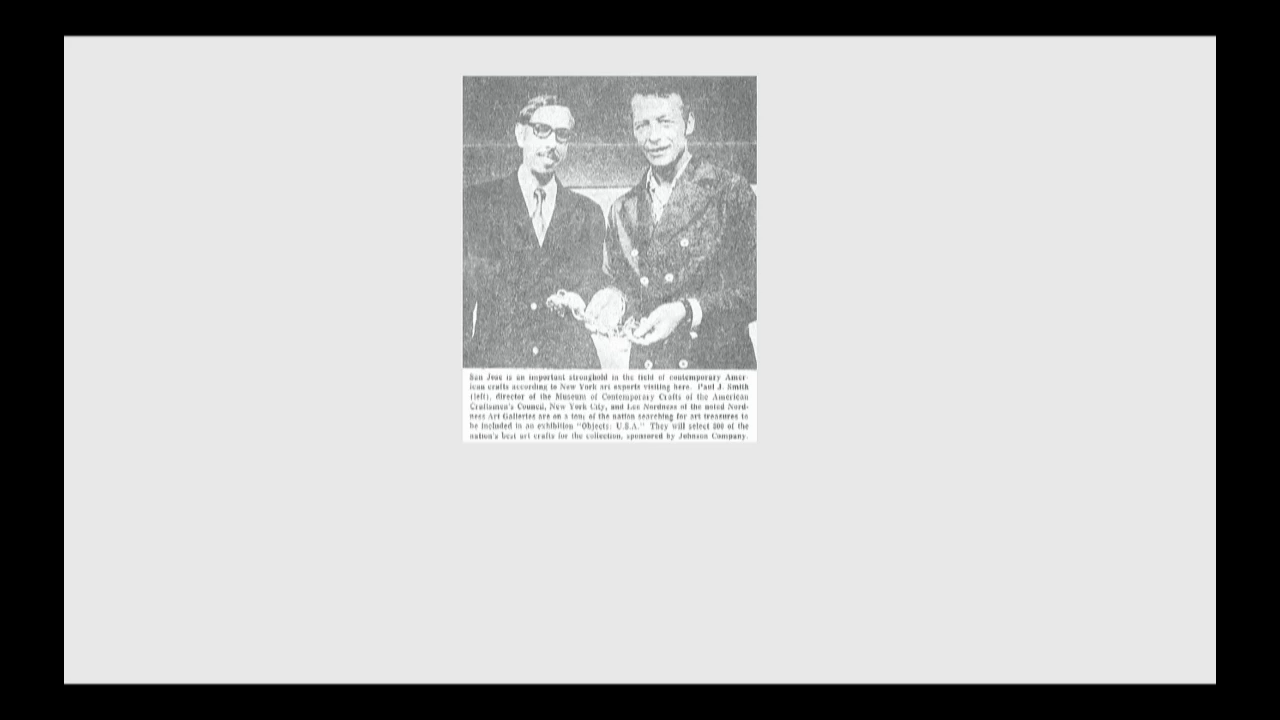 San Jose is an important stronghold in the field of contemporary Amer-
ican crafts according to New York art experts visiting here. Paul J. Smith
(left), director of the Museum of Contemporary Crafts of the American
Craftsmen's Council, New York City, and Lee Nordness of the noted Nord-
ness Art Galleries are on a tour of the nation searching for art treasures to
be included in an exhibition "Objects: U.S.A." They will select 300 of the
nation's best art crafts for the collection, sponsored by Johnson Company.